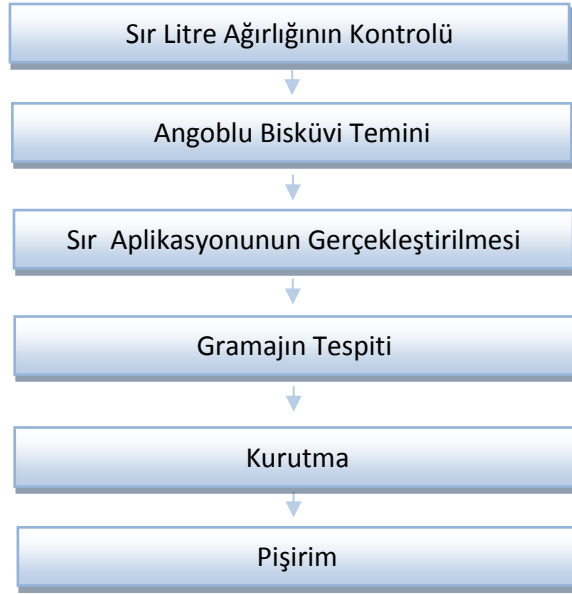 Sır Litre Ağırlığının Kontrolü
Angoblu Bisküvi Temini
Sır Aplikasyonunun Gerçekleştirilmesi
Gramajın Tespiti
Kurutma
Pişirim